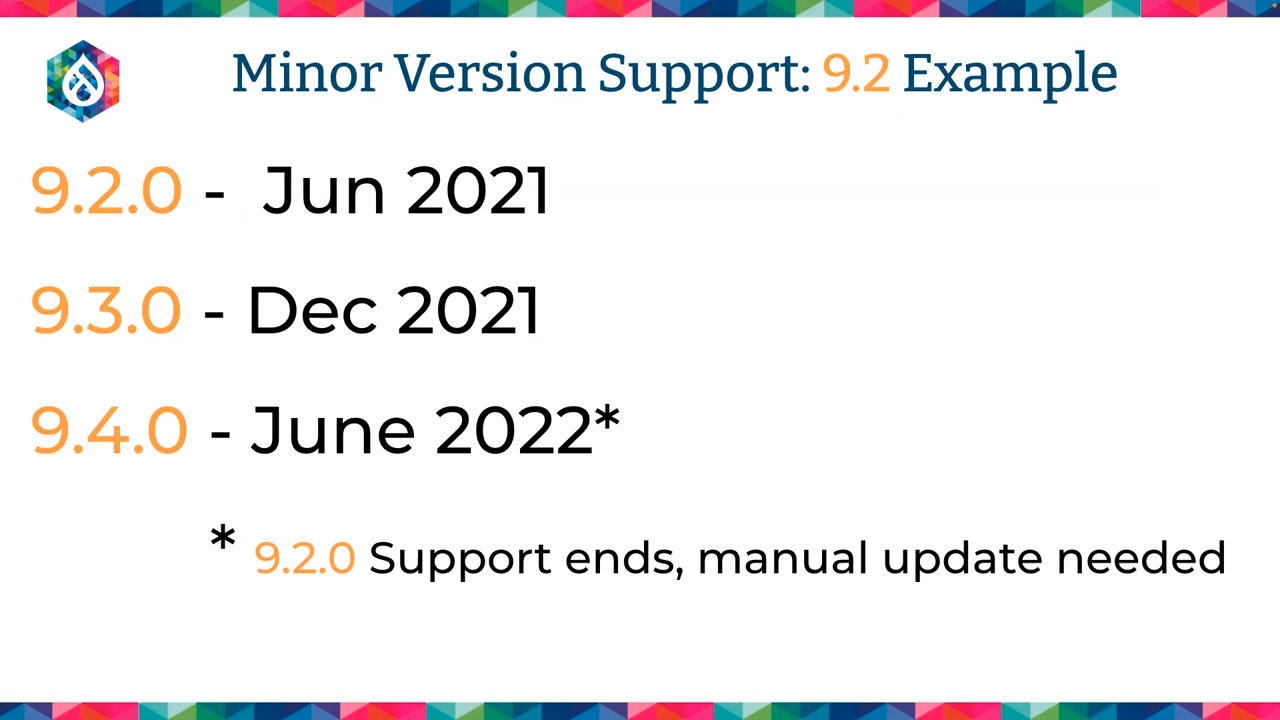 Minor Version Support: 9.2 Example
9.2.0 - Jun 2021
9.3.0 - Dec 2021
9.4.0 - June 2022*
* 9.2.0 Support ends, manual update needed